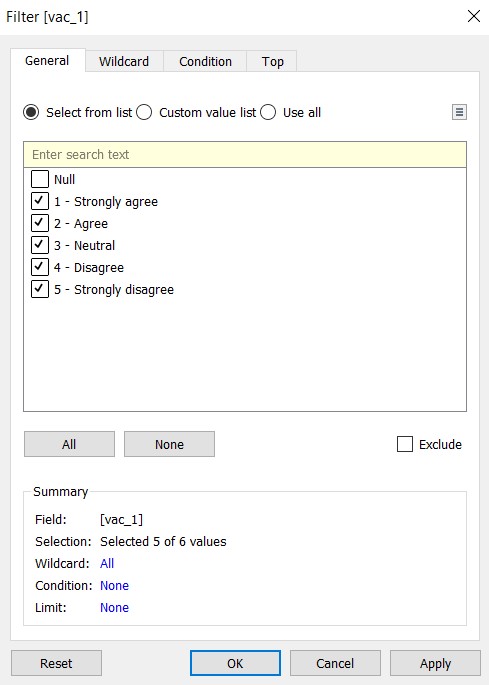 Filter [vac_1]
General Wildcard Condition Top
Select from list Custom value list Use all
Enter search text
Null
1 - Strongly agree
2 - Agree
3 - Neutral
4 - Disagree
5 - Strongly disagree
All None Exclude
Summary
Field: [vac_1]
Selection: Selected 5 of 6 values
Wildcard: All
Condition: None
Limit: None
Reset OK Cancel Apply